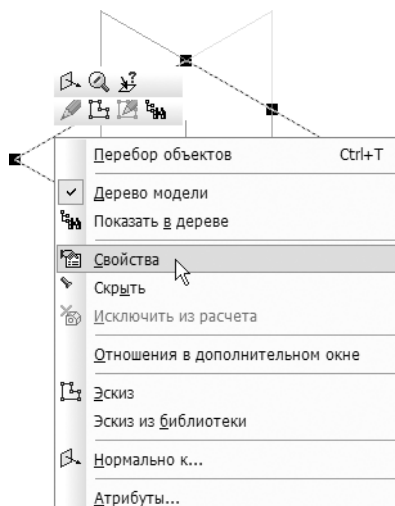 Перебор объектов Ctrl+T
Дерево модели
Показать в дереве
Свойства
Скрыть
Исключить из расчета
Отношения в дополнительном окне
Эскиз
Эскиз из библиотеки
Нормально к...
Атрибуты...